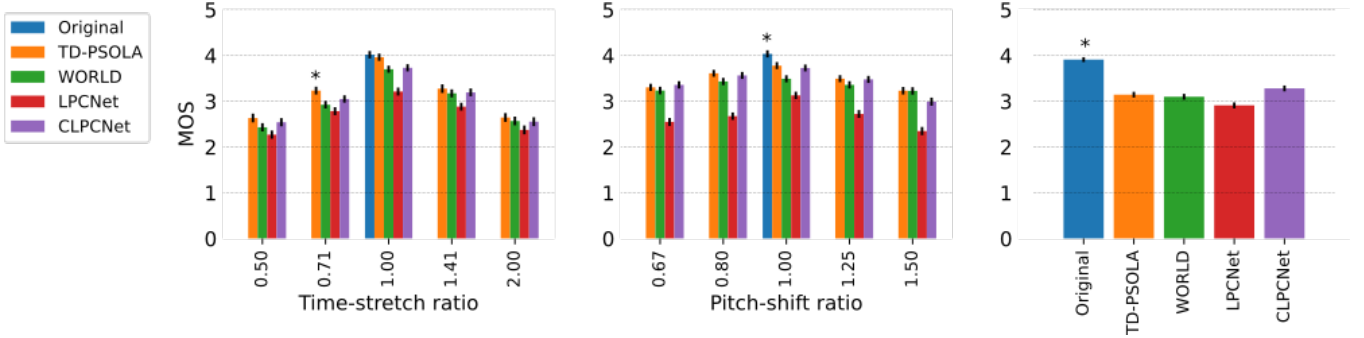 Original
TD-PSOLA
WORLD
LPCNet
CLPCNet
MOS
5
4
3
2
1
0
*
0.50
0.71
1.00
1.41
2.00
Time-stretch ratio
5
4
3
2
1
0
*
0.67
0.80
1.00
1.25
1.50
Pitch-shift ratio
5
4
3
2
1
0
*
Original
TD-PSOLA
WORLD
LPCNet
CLPCNet